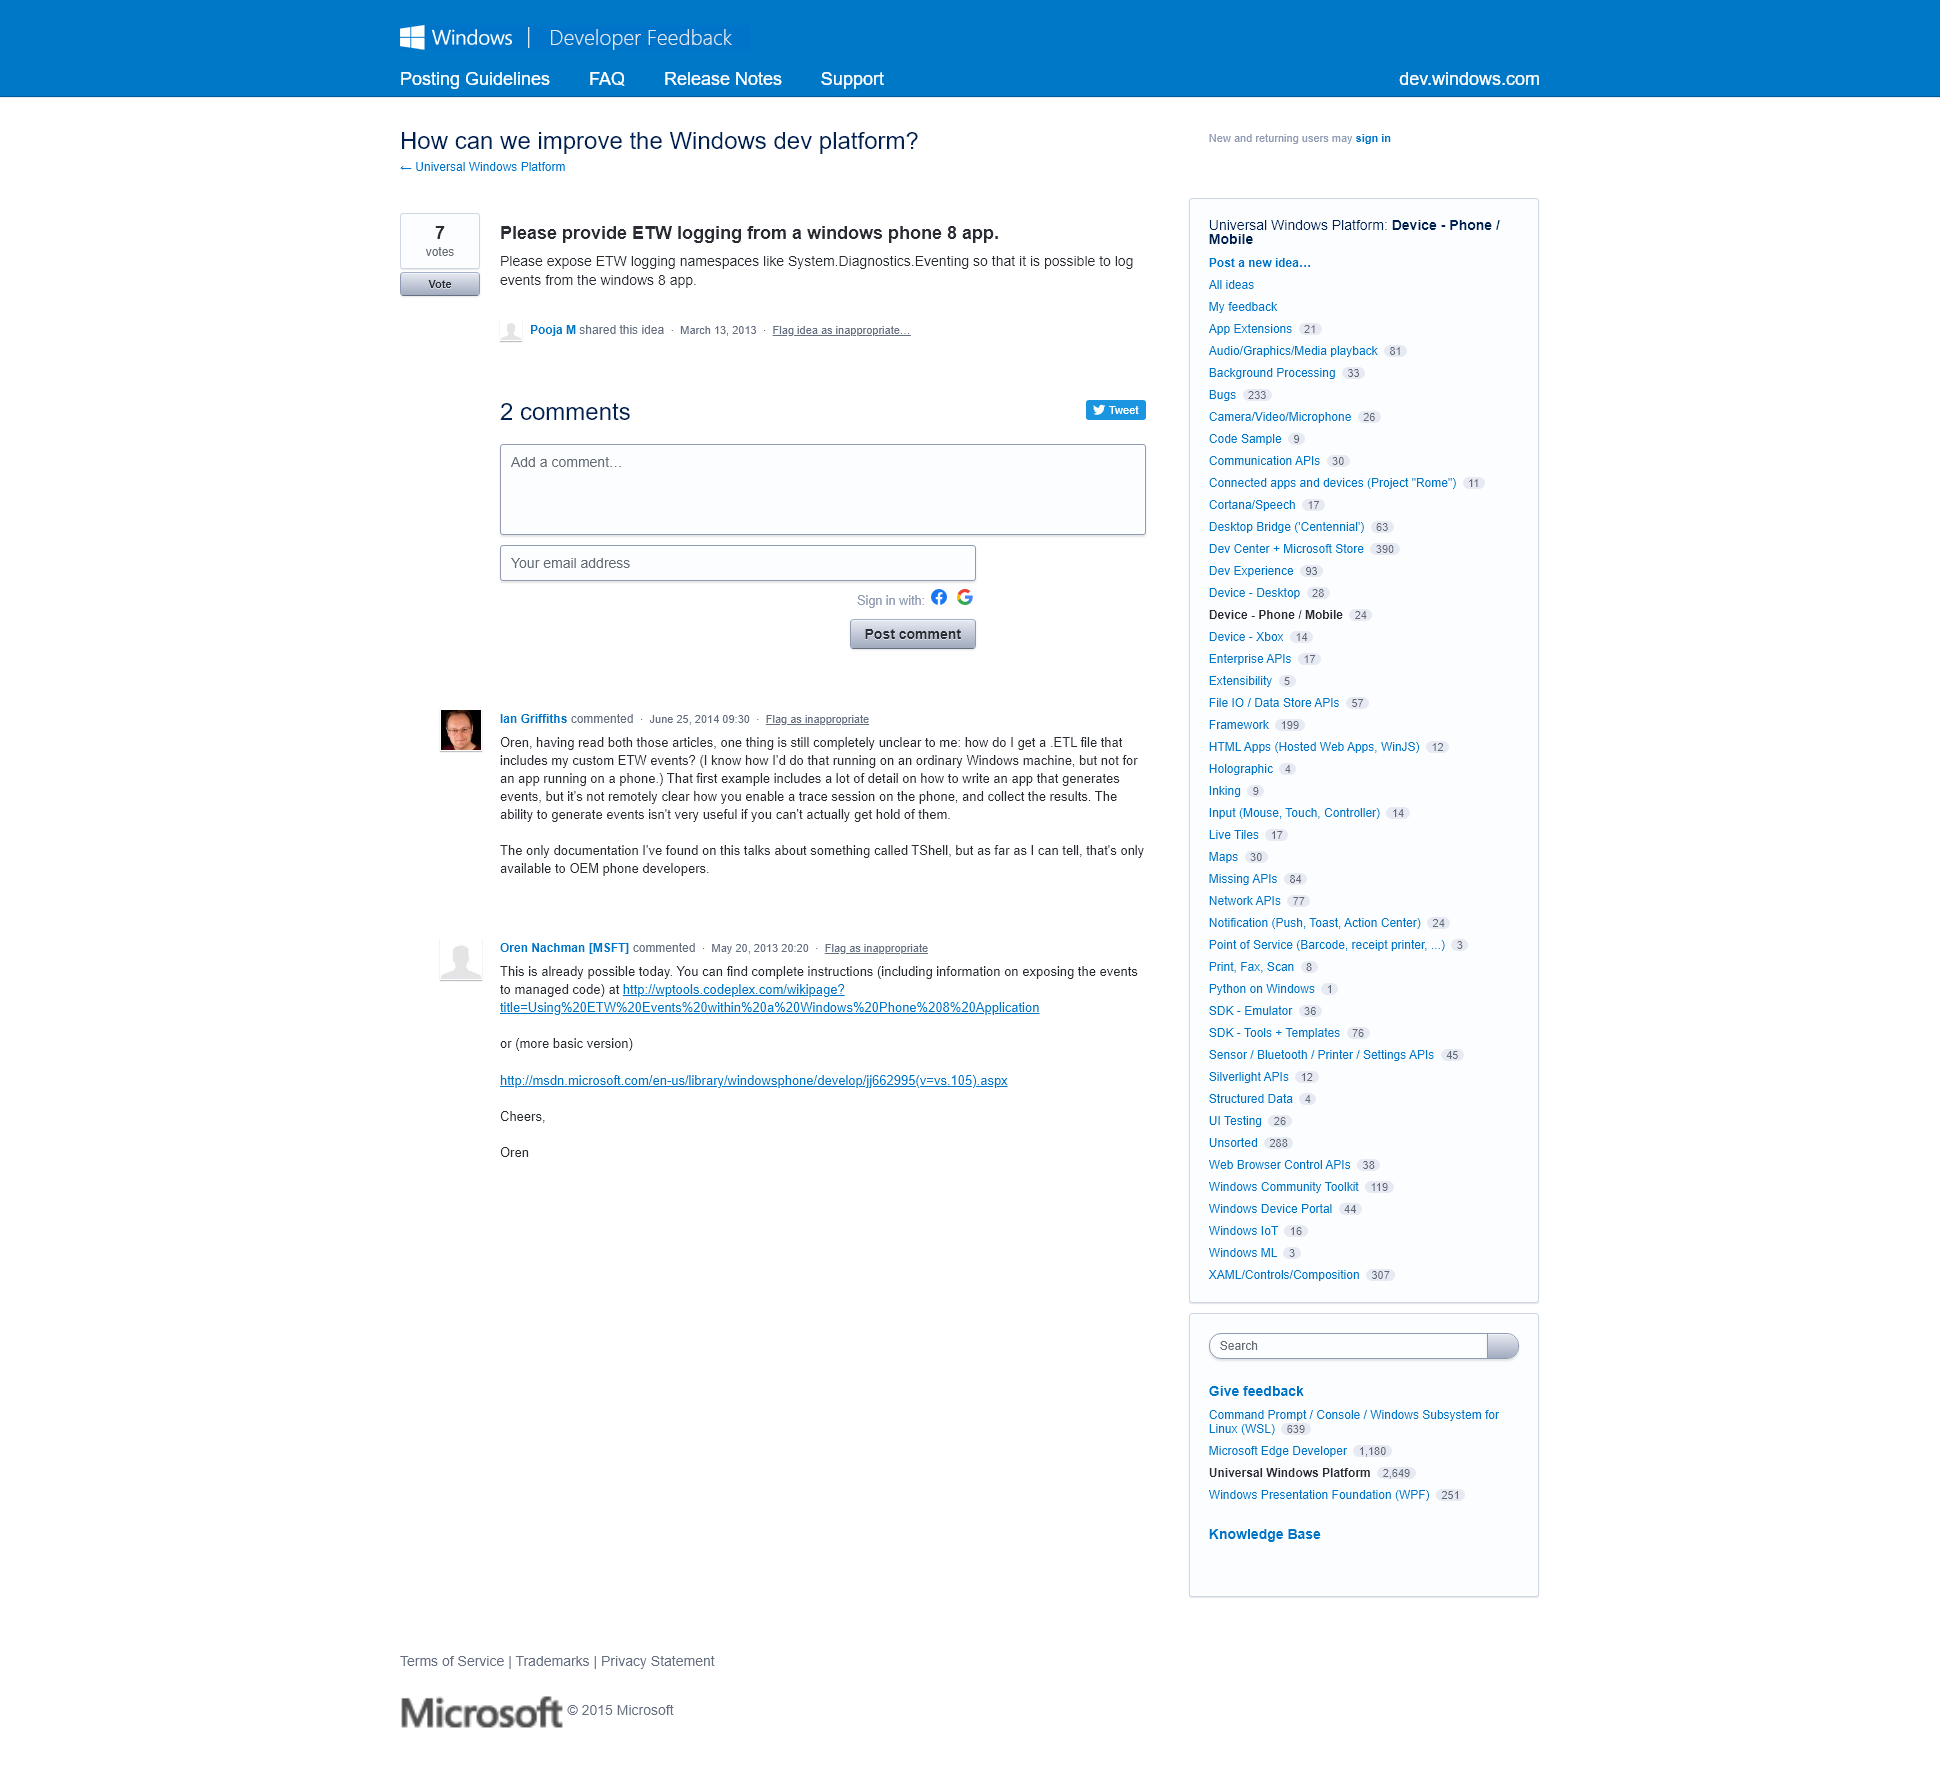 Windows | Developer Feedback
Posting Guidelines FAQ Release Notes Support dev.windows.com
How can we improve the Windows dev platform?
← Universal Windows Platform
New and returning users may sign in
7
votes
Vote
Please provide ETW logging from a windows phone 8 app.
Please expose ETW logging namespaces like System.Diagnostics.Eventing so that it is possible to log
events from the windows 8 app.
Pooja M shared this idea · March 13, 2013 · Flag idea as inappropriate…
2 comments
Tweet
Add a comment…
Your email address
Sign in with:
Post comment
Ian Griffiths commented · June 25, 2014 09:30 · Flag as inappropriate
Oren, having read both those articles, one thing is still completely unclear to me: how do I get a .ETL file that
includes my custom ETW events? (I know how I'd do that running on an ordinary Windows machine, but not for
an app running on a phone.) That first example includes a lot of detail on how to write an app that generates
events, but it's not remotely clear how you enable a trace session on the phone, and collect the results. The
ability to generate events isn't very useful if you can't actually get hold of them.
The only documentation I've found on this talks about something called TShell, but as far as I can tell, that's only
available to OEM phone developers.
Oren Nachman [MSFT] commented · May 20, 2013 20:20 · Flag as inappropriate
This is already possible today. You can find complete instructions (including information on exposing the events
to managed code) at http://wptools.codeplex.com/wikipage?
title=Using%20ETW%20Events%20within%20a%20Windows%20Phone%208%20Application
or (more basic version)
http://msdn.microsoft.com/en-us/library/windowsphone/develop/jj662995(v=vs.105).aspx
Cheers,
Oren
Universal Windows Platform: Device - Phone /
Mobile
Post a new idea…
All ideas
My feedback
App Extensions 21
Audio/Graphics/Media playback 81
Background Processing 33
Bugs 233
Camera/Video/Microphone 26
Code Sample 9
Communication APIs 30
Connected apps and devices (Project "Rome") 11
Cortana/Speech 17
Desktop Bridge ('Centennial') 63
Dev Center + Microsoft Store 390
Dev Experience 93
Device - Desktop 28
Device - Phone / Mobile 24
Device - Xbox 14
Enterprise APIs 17
Extensibility 5
File IO / Data Store APIs 57
Framework 199
HTML Apps (Hosted Web Apps, WinJS) 12
Holographic 4
Inking 9
Input (Mouse, Touch, Controller) 14
Live Tiles 17
Maps 30
Missing APIs 84
Network APIs 77
Notification (Push, Toast, Action Center) 24
Point of Service (Barcode, receipt printer, ...) 3
Print, Fax, Scan 8
Python on Windows 1
SDK - Emulator 36
SDK - Tools + Templates 76
Sensor / Bluetooth / Printer / Settings APIs 45
Silverlight APIs 12
Structured Data 4
UI Testing 26
Unsorted 288
Web Browser Control APIs 38
Windows Community Toolkit 119
Windows Device Portal 44
Windows IoT 16
Windows ML 3
XAML/Controls/Composition 307
Search
Give feedback
Command Prompt / Console / Windows Subsystem for
Linux (WSL) 639
Microsoft Edge Developer 1,180
Universal Windows Platform 2,649
Windows Presentation Foundation (WPF) 251
Knowledge Base
Terms of Service | Trademarks | Privacy Statement
Microsoft © 2015 Microsoft